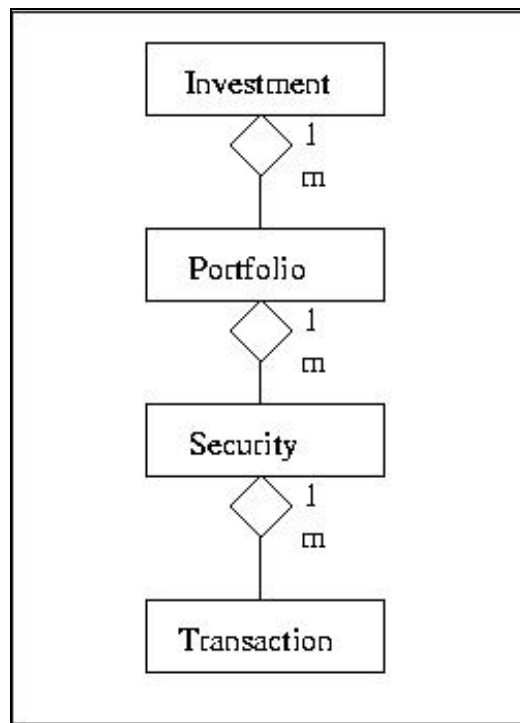 Investment
1
m
Portfolio
1
m
Security
1
m
Transaction